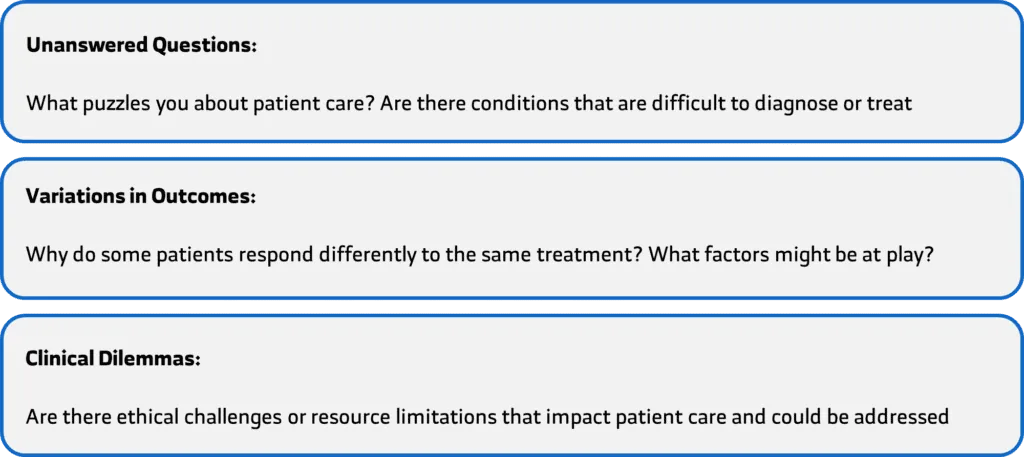 Unanswered Questions:
What puzzles you about patient care? Are there conditions that are difficult to diagnose or treat
Variations in Outcomes:
Why do some patients respond differently to the same treatment? What factors might be at play?
Clinical Dilemmas:
Are there ethical challenges or resource limitations that impact patient care and could be addressed